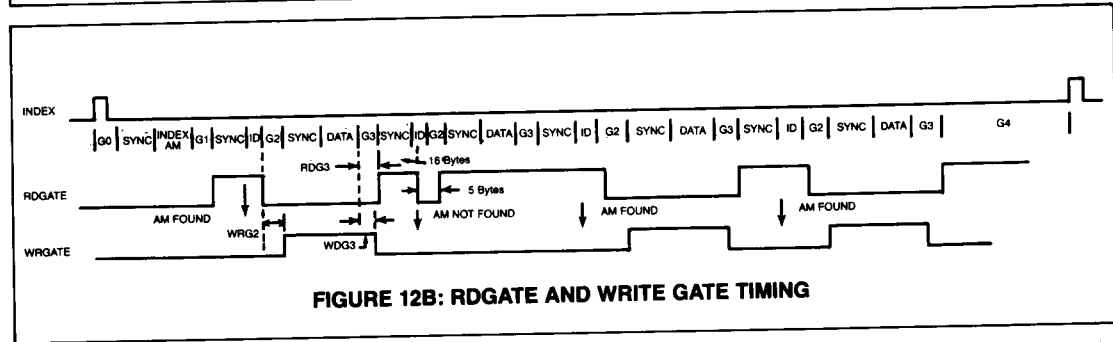 INDEX
G0 SYNC INDEX AM G1 SYNC ID G2 SYNC DATA G3 SYNC ID G2 SYNC DATA G3 SYNC ID G2 SYNC DATA G3 SYNC ID G2 SYNC DATA G3 G4
RDG3 16 Bytes
RDGATE
5 Bytes
AM FOUND AM NOT FOUND AM FOUND AM FOUND
WRG2
WDG3
WRGATE
FIGURE 12B: RDGATE AND WRITE GATE TIMING